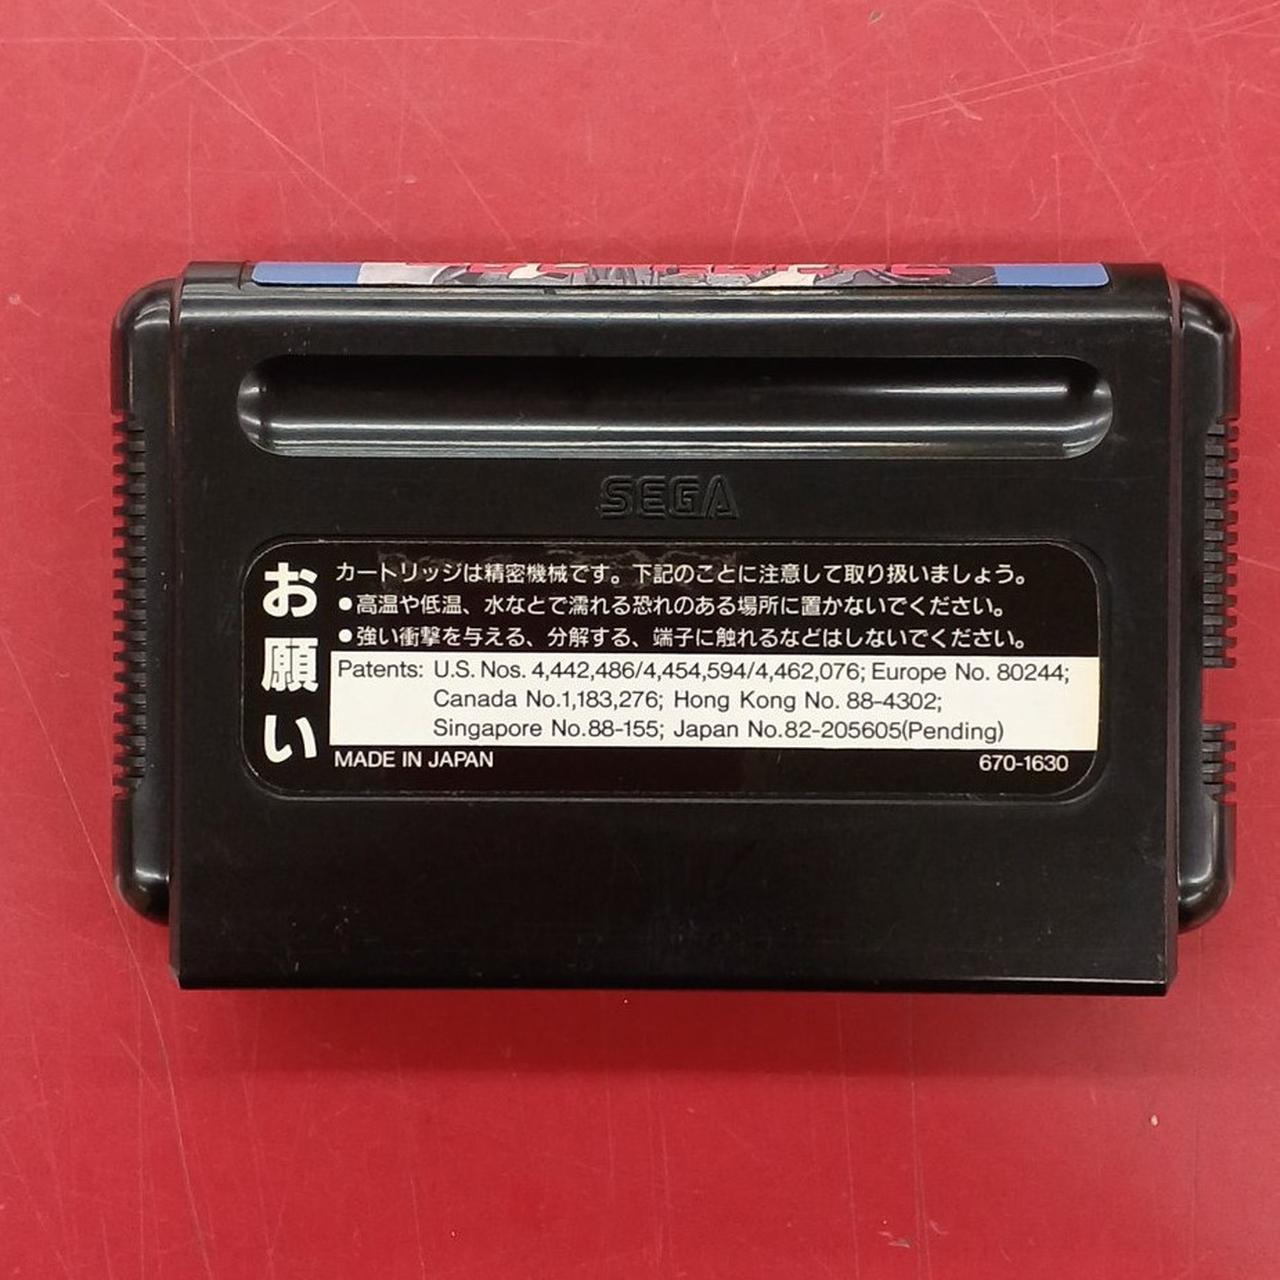 SEGA
お願い
カートリッジは精密機械です。下記のことに注意して取り扱いましょう。
●高温や低温、水などで濡れる恐れのある場所に置かないでください。
●強い衝撃を与える、分解する、端子に触れるなどはしないでください。
Patents: U.S. Nos. 4,442,486/4,454,594/4,462,076; Europe No. 80244;
Canada No.1,183,276; Hong Kong No. 88-4302;
Singapore No.88-155; Japan No.82-205605(Pending)
MADE IN JAPAN
670-1630